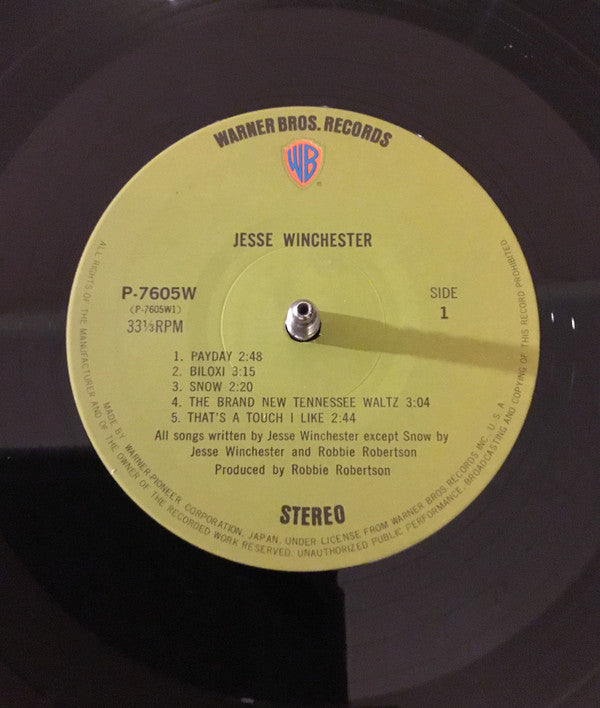 WARNER BROS. RECORDS
WB
®
JESSE WINCHESTER
P-7605W
(P-7605W1)
33⅓RPM
SIDE
1
1. PAYDAY 2:48
2. BILOXI 3:15
3. SNOW 2:20
4. THE BRAND NEW TENNESSEE WALTZ 3:04
5. THAT'S A TOUCH I LIKE 2:44
All songs written by Jesse Winchester except Snow by
Jesse Winchester and Robbie Robertson
Produced by Robbie Robertson
STEREO
MADE BY WARNER-PIONEER CORPORATION, JAPAN, UNDER LICENSE FROM WARNER BROS RECORDS INC. U.S.A.
ALL RIGHTS OF THE MANUFACTURER AND OF THE OWNER OF THE RECORDED WORK RESERVED. UNAUTHORIZED PUBLIC PERFORMANCE, BROADCASTING AND COPYING OF THIS RECORD PROHIBITED